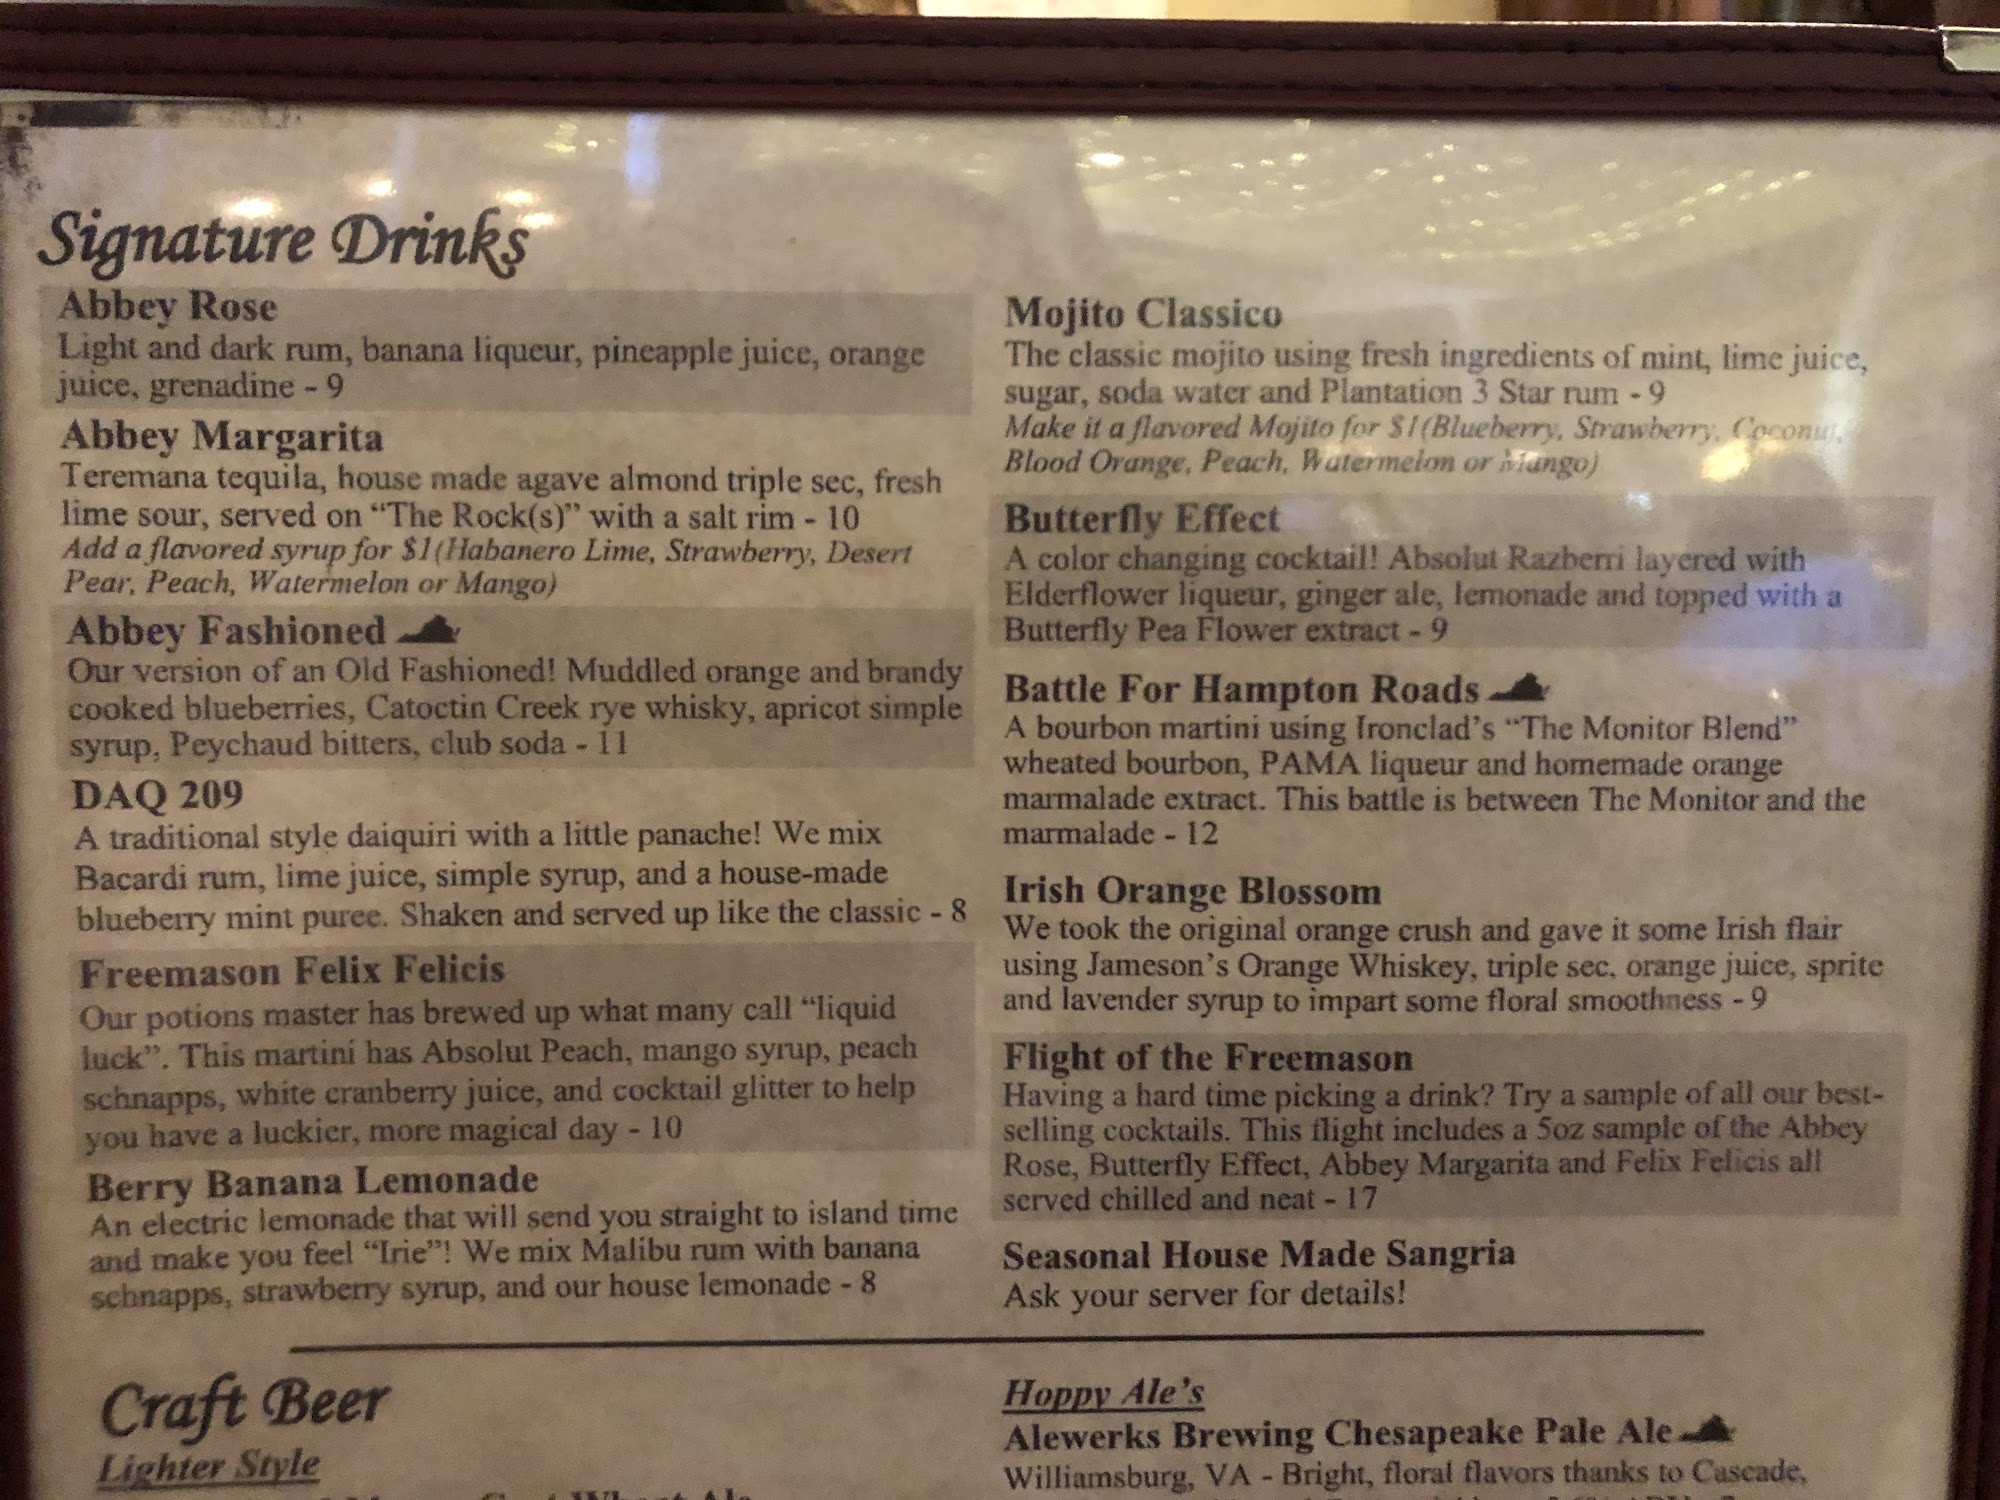 Signature Drinks
Abbey Rose
Light and dark rum, banana liqueur, pineapple juice, orange
juice, grenadine - 9
Abbey Margarita
Teremana tequila, house made agave almond triple sec, fresh
lime sour, served on “The Rock(s)” with a salt rim - 10
Add a flavored syrup for $1(Habanero Lime, Strawberry, Desert
Pear, Peach, Watermelon or Mango)
Abbey Fashioned
Our version of an Old Fashioned! Muddled orange and brandy
cooked blueberries, Catoctin Creek rye whisky, apricot simple
syrup, Peychaud bitters, club soda - 11
DAQ 209
A traditional style daiquiri with a little panache! We mix
Bacardi rum, lime juice, simple syrup, and a house-made
blueberry mint puree. Shaken and served up like the classic - 8
Freemason Felix Felicis
Our potions master has brewed up what many call “liquid
luck”. This martini has Absolut Peach, mango syrup, peach
schnapps, white cranberry juice, and cocktail glitter to help
you have a luckier, more magical day - 10
Berry Banana Lemonade
An electric lemonade that will send you straight to island time
and make you feel “Irie”! We mix Malibu rum with banana
schnapps, strawberry syrup, and our house lemonade - 8
Mojito Classico
The classic mojito using fresh ingredients of mint, lime juice,
sugar, soda water and Plantation 3 Star rum - 9
Make it a flavored Mojito for $1(Blueberry, Strawberry, Coconut,
Blood Orange, Peach, Watermelon or Mango)
Butterfly Effect
A color changing cocktail! Absolut Razberri layered with
Elderflower liqueur, ginger ale, lemonade and topped with a
Butterfly Pea Flower extract - 9
Battle For Hampton Roads
A bourbon martini using Ironclad’s “The Monitor Blend”
wheated bourbon, PAMA liqueur and homemade orange
marmalade extract. This battle is between The Monitor and the
marmalade - 12
Irish Orange Blossom
We took the original orange crush and gave it some Irish flair
using Jameson’s Orange Whiskey, triple sec, orange juice, sprite
and lavender syrup to impart some floral smoothness - 9
Flight of the Freemason
Having a hard time picking a drink? Try a sample of all our best-
selling cocktails. This flight includes a 5oz sample of the Abbey
Rose, Butterfly Effect, Abbey Margarita and Felix Felicis all
served chilled and neat - 17
Seasonal House Made Sangria
Ask your server for details!
Craft Beer
Lighter Style
Hoppy Ale’s
Alewerks Brewing Chesapeake Pale Ale
Williamsburg, VA - Bright, floral flavors thanks to Cascade,